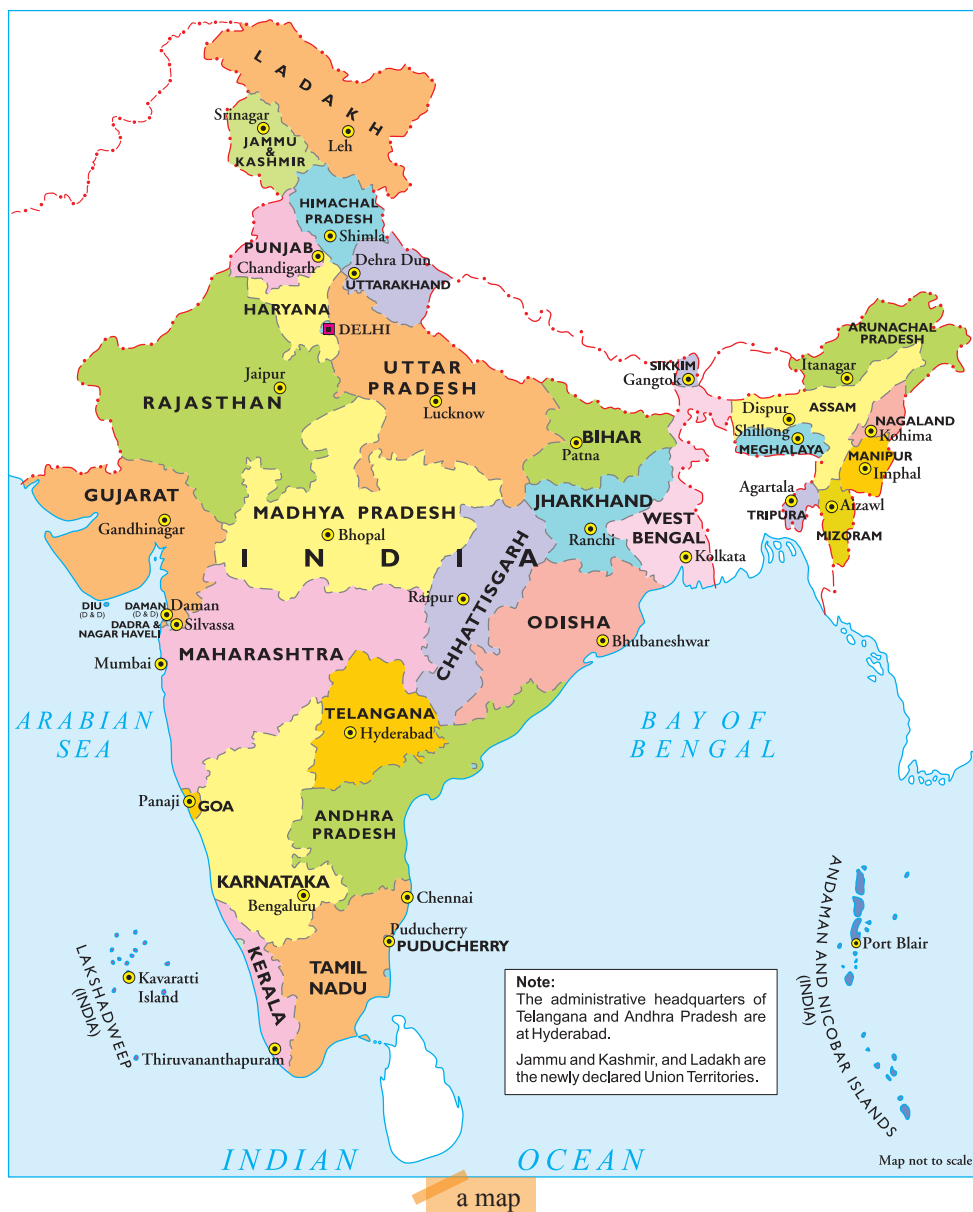 LADAKH
Srinagar
JAMMU
&
KASHMIR
Leh
HIMACHAL
PRADESH
Shimla
PUNJAB
Chandigarh
Dehra Dun
UTTARAKHAND
HARYANA
DELHI
ARUNACHAL
PRADESH
Itanagar
SIKKIM
Gangtok
UTTAR
PRADESH
Lucknow
Jaipur
RAJASTHAN
Dispur
ASSAM
NAGALAND
Kohima
Shillong
MEGHALAYA
BIHAR
Patna
MANIPUR
Imphal
Agartala
TRIPURA
Aizawl
MIZORAM
GUJARAT
Gandhinagar
MADHYA PRADESH
Bhopal
JHARKHAND
Ranchi
WEST
BENGAL
Kolkata
INDIA
CHHATTISGARH
Raipur
DIU
(D & D)
DAMAN
(D & D)
Daman
DADRA &
NAGAR HAVELI
Silvassa
ODISHA
Bhubaneshwar
Mumbai
MAHARASHTRA
ARABIAN
SEA
TELANGANA
Hyderabad
BAY OF
BENGAL
Panaji
GOA
ANDHRA
PRADESH
KARNATAKA
Bengaluru
Chennai
Puducherry
PUDUCHERRY
KERALA
TAMIL
NADU
LAKSHADWEEP
(INDIA)
Kavaratti
Island
Thiruvananthapuram
ANDAMAN AND NICOBAR ISLANDS
(INDIA)
Port Blair
Note:
The administrative headquarters of
Telangana and Andhra Pradesh are
at Hyderabad.
Jammu and Kashmir, and Ladakh are
the newly declared Union Territories.
INDIAN OCEAN
Map not to scale
a map